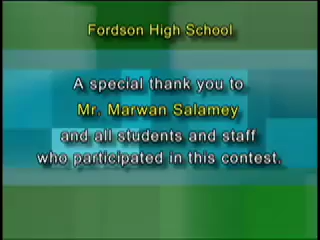 Fordson High School
A special thank you to
Mr. Marwan Salamey
and all students and staff
who participated in this contest.